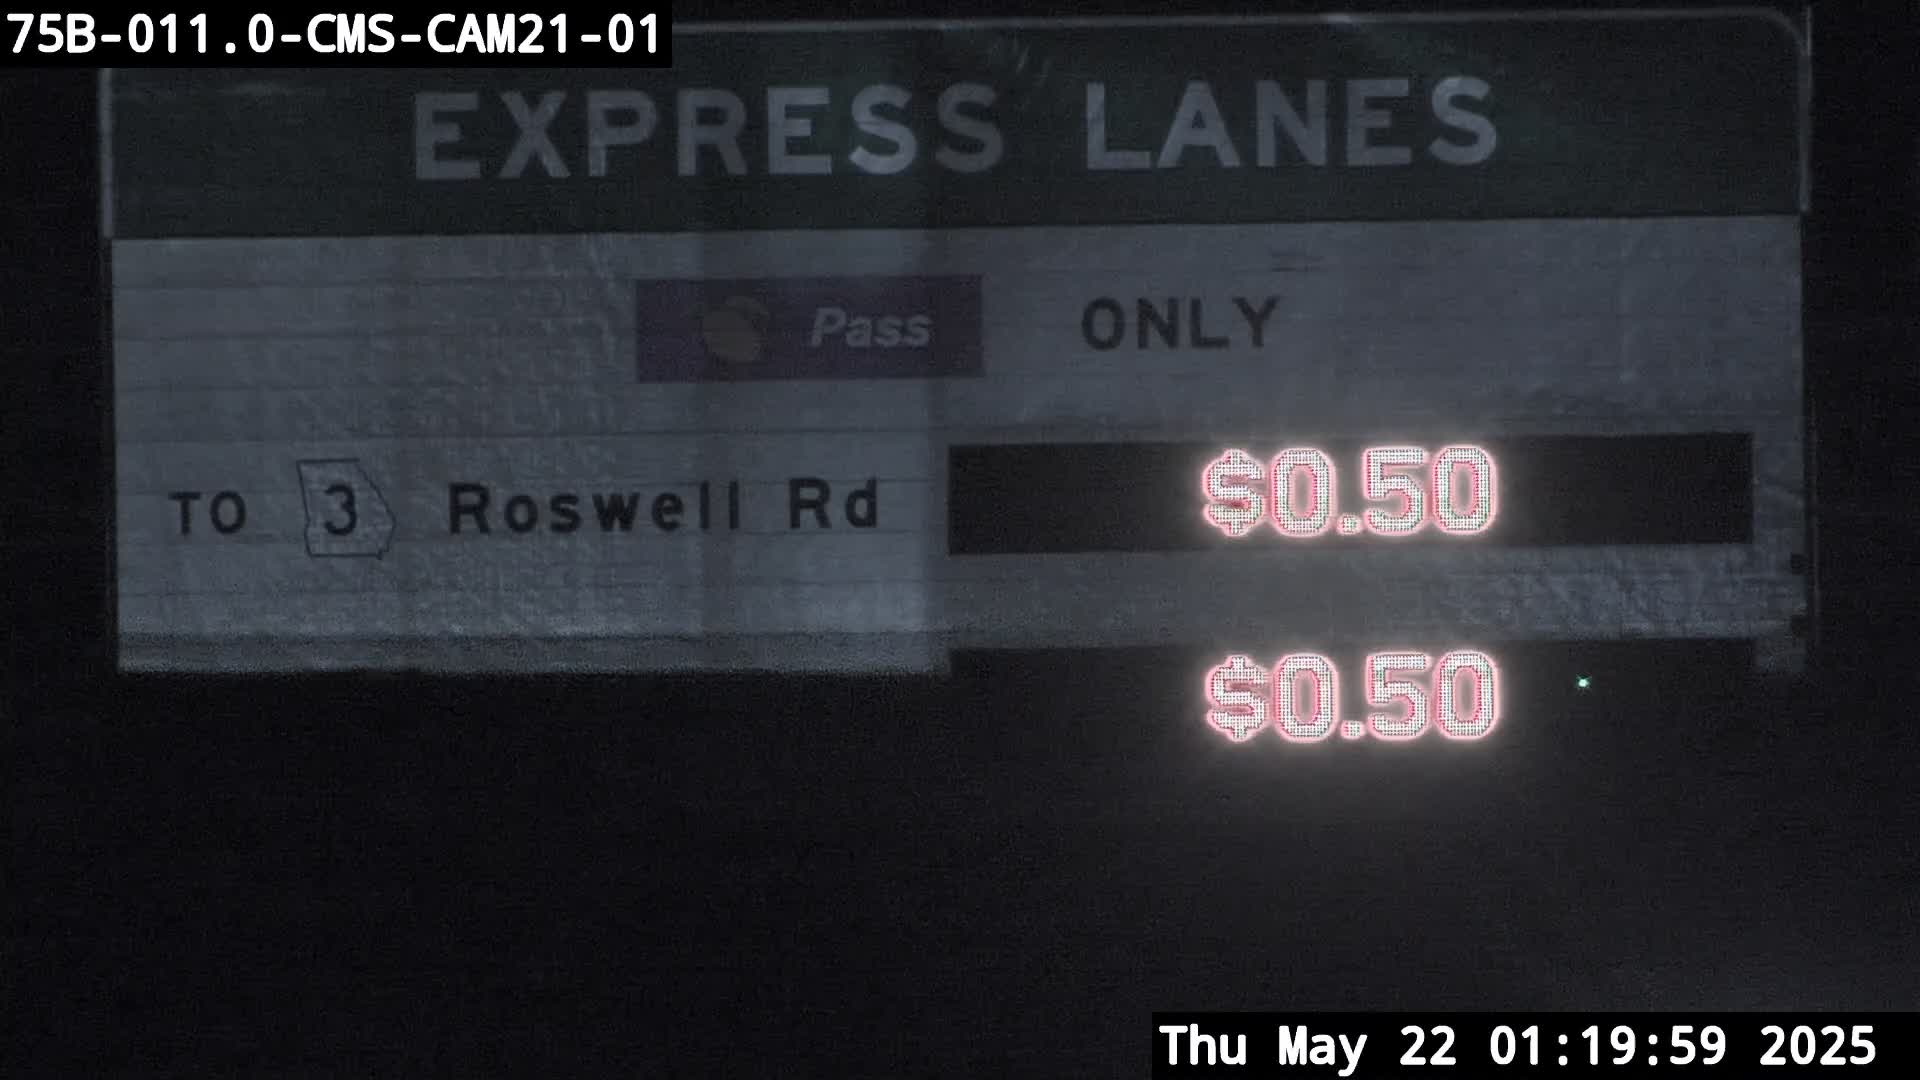 75B-011.0-CMS-CAM21-01
EXPRESS LANES
Pass ONLY
TO 3 Roswell Rd $0.50
$0.50
Thu May 22 01:19:59 2025